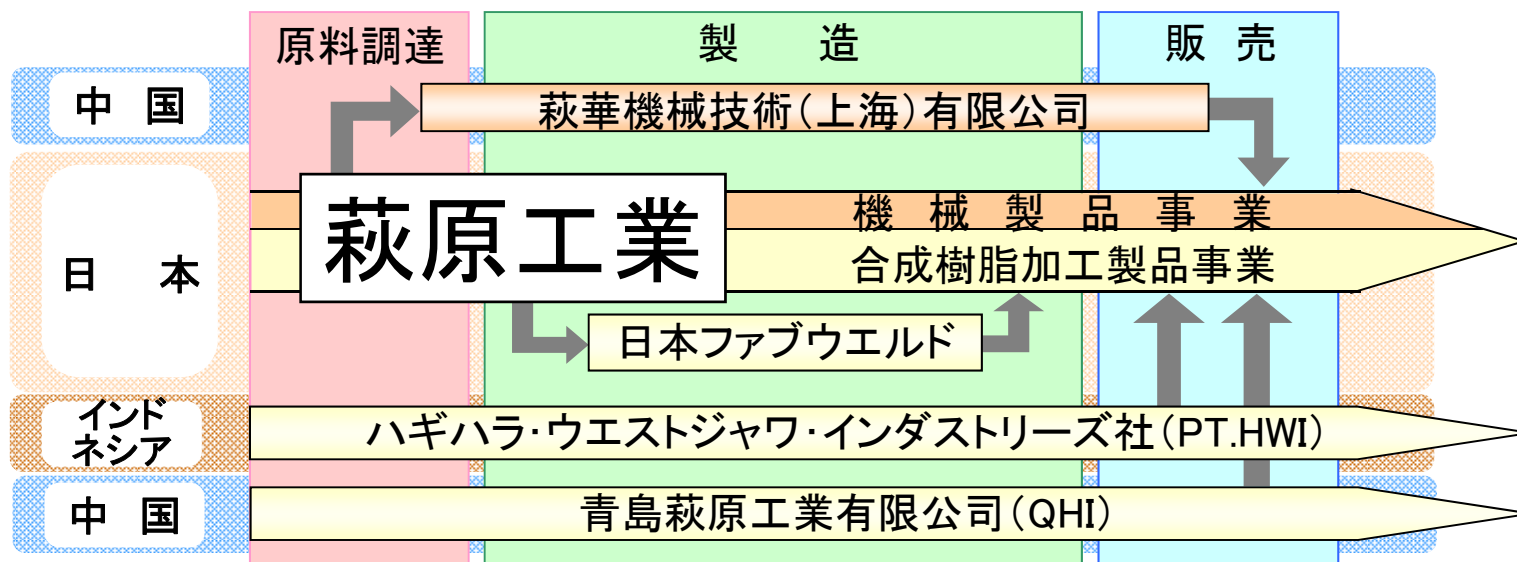 原料調達
製 造
販 売
中 国
萩華機械技術(上海)有限公司
日 本
萩原工業
機 械 製 品 事 業
合成樹脂加工製品事業
日本ファブウエルド
インド
ネシア
ハギハラ・ウエストジャワ・インダストリーズ社(PT.HWI)
中 国
青島萩原工業有限公司(QHI)